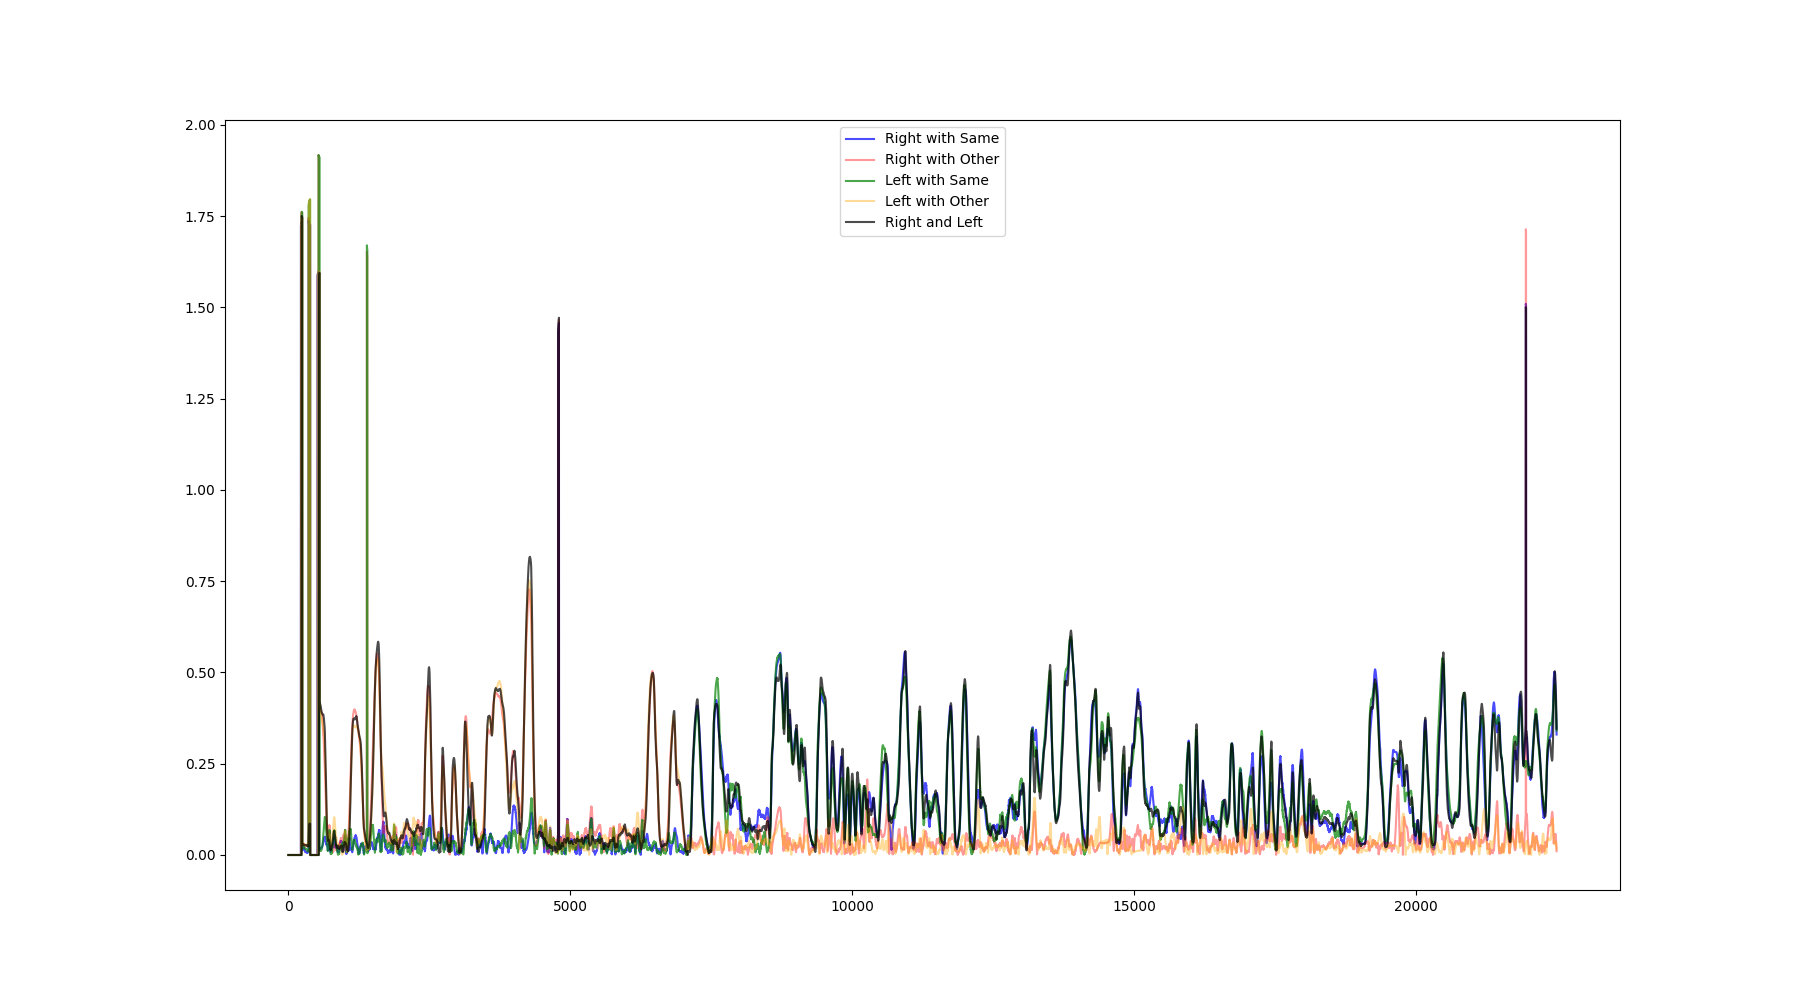 2.00
1.75
1.50
1.25
1.00
0.75
0.50
0.25
0.00
Right with Same
Right with Other
Left with Same
Left with Other
Right and Left
0 5000 10000 15000 20000